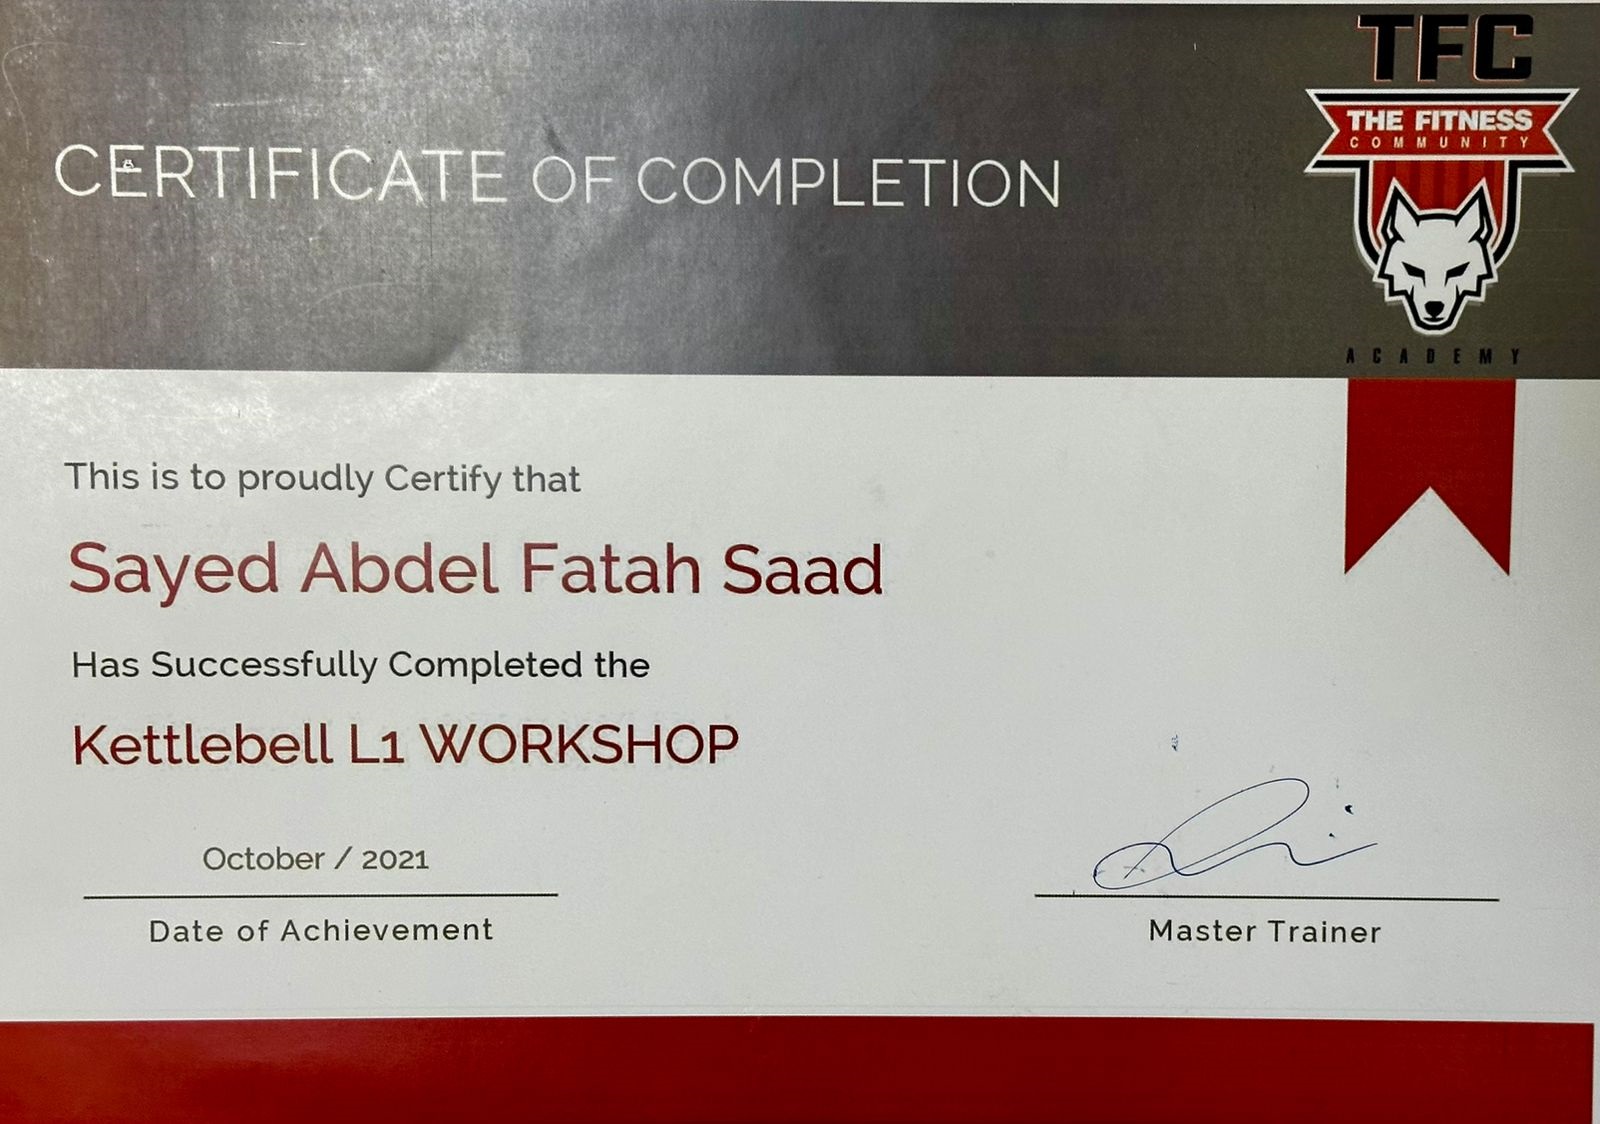 TFC
THE FITNESS
COMMUNITY
ACADEMY
CERTIFICATE OF COMPLETION
This is to proudly Certify that
Sayed Abdel Fatah Saad
Has Successfully Completed the
Kettlebell L1 WORKSHOP
October / 2021
Date of Achievement
Master Trainer